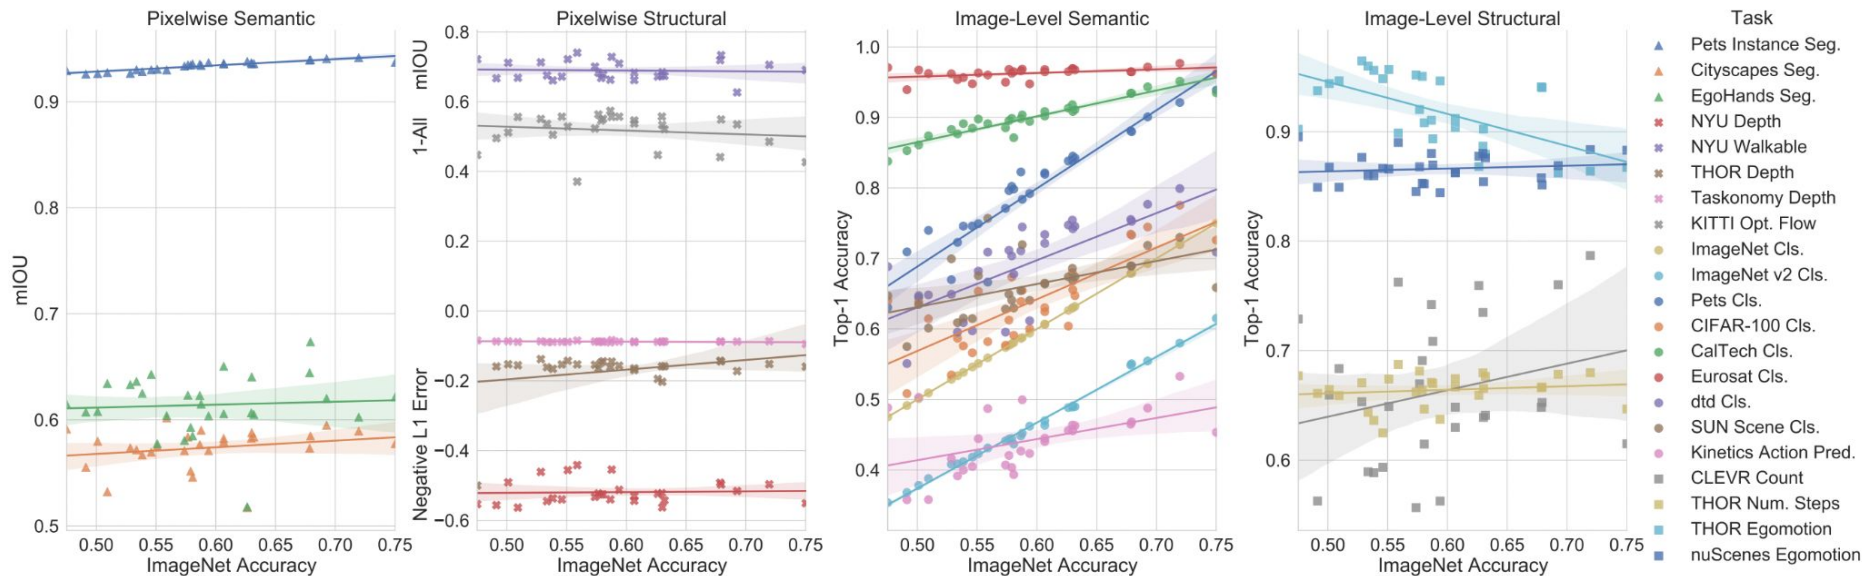 Pixelwise Semantic
mIOU
0.9
0.8
0.7
0.6
0.5
0.50 0.55 0.60 0.65 0.70 0.75
ImageNet Accuracy
Pixelwise Structural
Negative L1 Error 1-All mIOU
0.8
0.6
0.4
0.2
0.0
−0.2
−0.4
−0.6
0.50 0.55 0.60 0.65 0.70 0.75
ImageNet Accuracy
Image-Level Semantic
Top-1 Accuracy
1.0
0.9
0.8
0.7
0.6
0.5
0.4
0.50 0.55 0.60 0.65 0.70 0.75
ImageNet Accuracy
Image-Level Structural
Top-1 Accuracy
0.9
0.8
0.7
0.6
0.50 0.55 0.60 0.65 0.70 0.75
ImageNet Accuracy
Task
Pets Instance Seg.
Cityscapes Seg.
EgoHands Seg.
NYU Depth
NYU Walkable
THOR Depth
Taskonomy Depth
KITTI Opt. Flow
ImageNet Cls.
ImageNet v2 Cls.
Pets Cls.
CIFAR-100 Cls.
CalTech Cls.
Eurosat Cls.
dtd Cls.
SUN Scene Cls.
Kinetics Action Pred.
CLEVR Count
THOR Num. Steps
THOR Egomotion
nuScenes Egomotion